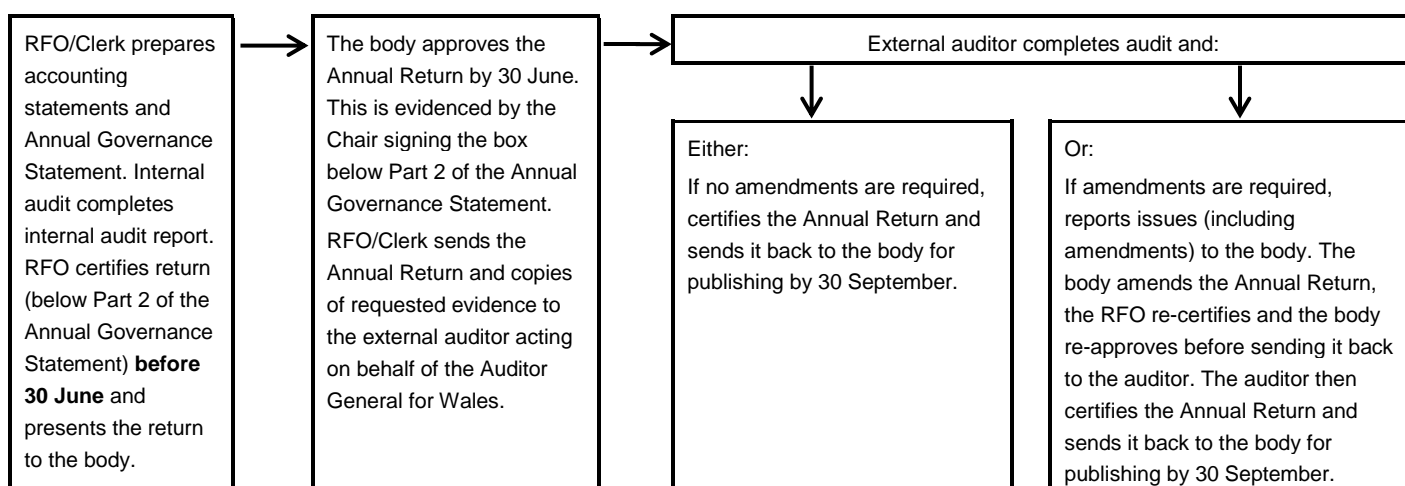 RFO/Clerk prepares
accounting
statements and
Annual Governance
Statement. Internal
audit completes
internal audit report.
RFO certifies return
(below Part 2 of the
Annual Governance
Statement) before
30 June and
presents the return
to the body.
The body approves the
Annual Return by 30 June.
This is evidenced by the
Chair signing the box
below Part 2 of the Annual
Governance Statement.
RFO/Clerk sends the
Annual Return and copies
of requested evidence to
the external auditor acting
on behalf of the Auditor
General for Wales.
External auditor completes audit and:
Either:
If no amendments are required,
certifies the Annual Return and
sends it back to the body for
publishing by 30 September.
Or:
If amendments are required,
reports issues (including
amendments) to the body. The
body amends the Annual Return,
the RFO re-certifies and the body
re-approves before sending it back
to the auditor. The auditor then
certifies the Annual Return and
sends it back to the body for
publishing by 30 September.